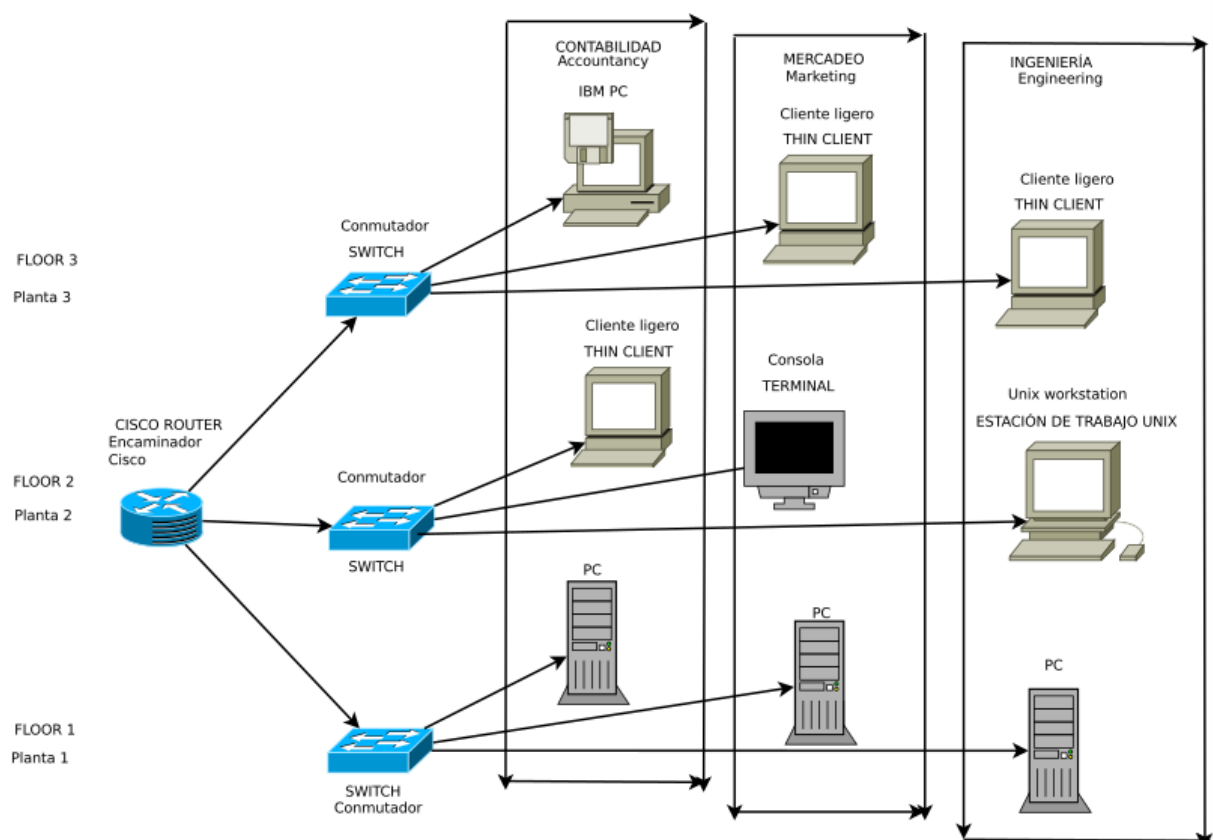 CONTABILIDAD
Accountancy
IBM PC
MERCADEO
Marketing
Cliente ligero
THIN CLIENT
INGENIERÍA
Engineering
Cliente ligero
THIN CLIENT
Conmutador
SWITCH
FLOOR 3
Planta 3
Cliente ligero
THIN CLIENT
Consola
TERMINAL
Unix workstation
ESTACIÓN DE TRABAJO UNIX
CISCO ROUTER
Encaminador
Cisco
FLOOR 2
Planta 2
Conmutador
SWITCH
PC
PC
PC
FLOOR 1
Planta 1
SWITCH
Conmutador